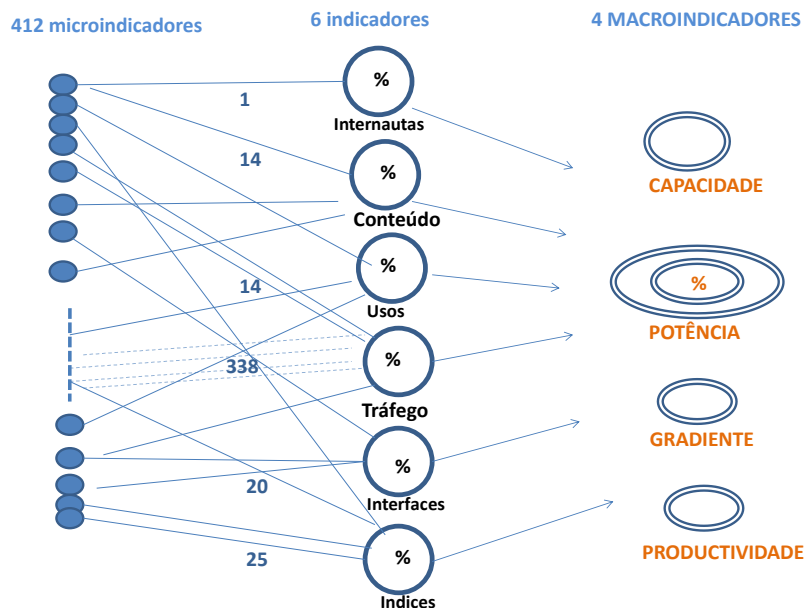 412 microindicadores
6 indicadores
4 MACROINDICADORES
%
1
Internautas
14
%
Conteúdo
CAPACIDADE
14
%
Usos
%
POTÊNCIA
338
%
Tráfego
GRADIENTE
20
%
Interfaces
25
%
Indices
PRODUCTIVIDADE